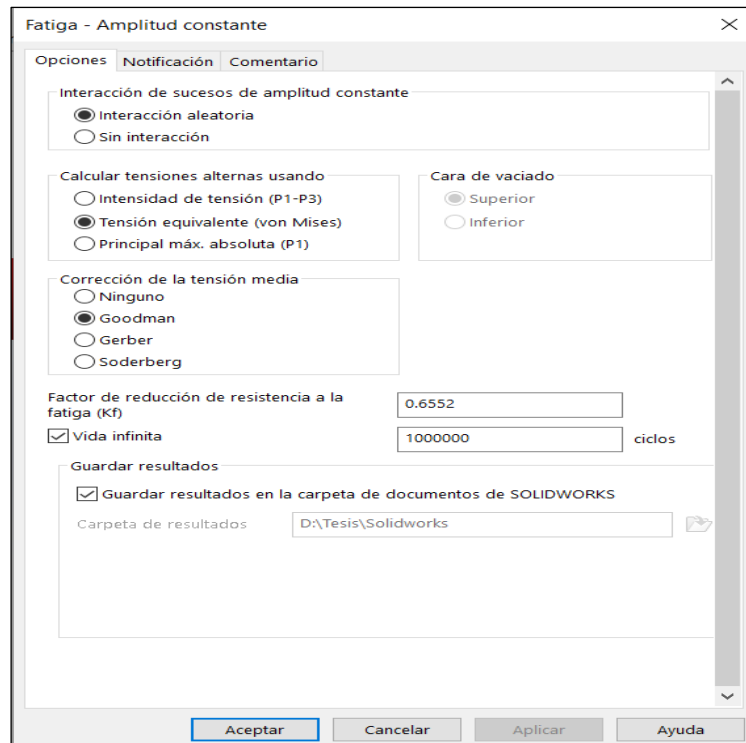 Fatiga - Amplitud constante
Opciones Notificación Comentario
Interacción de sucesos de amplitud constante
Interacción aleatoria
Sin interacción
Calcular tensiones alternas usando
Intensidad de tensión (P1-P3)
Tensión equivalente (von Mises)
Principal máx. absoluta (P1)
Cara de vaciado
Superior
Inferior
Corrección de la tensión media
Ninguno
Goodman
Gerber
Soderberg
Factor de reducción de resistencia a la
fatiga (Kf)
0.6552
Vida infinita 1000000 ciclos
Guardar resultados
Guardar resultados en la carpeta de documentos de SOLIDWORKS
Carpeta de resultados D:\Tesis\Solidworks
Aceptar Cancelar Aplicar Ayuda